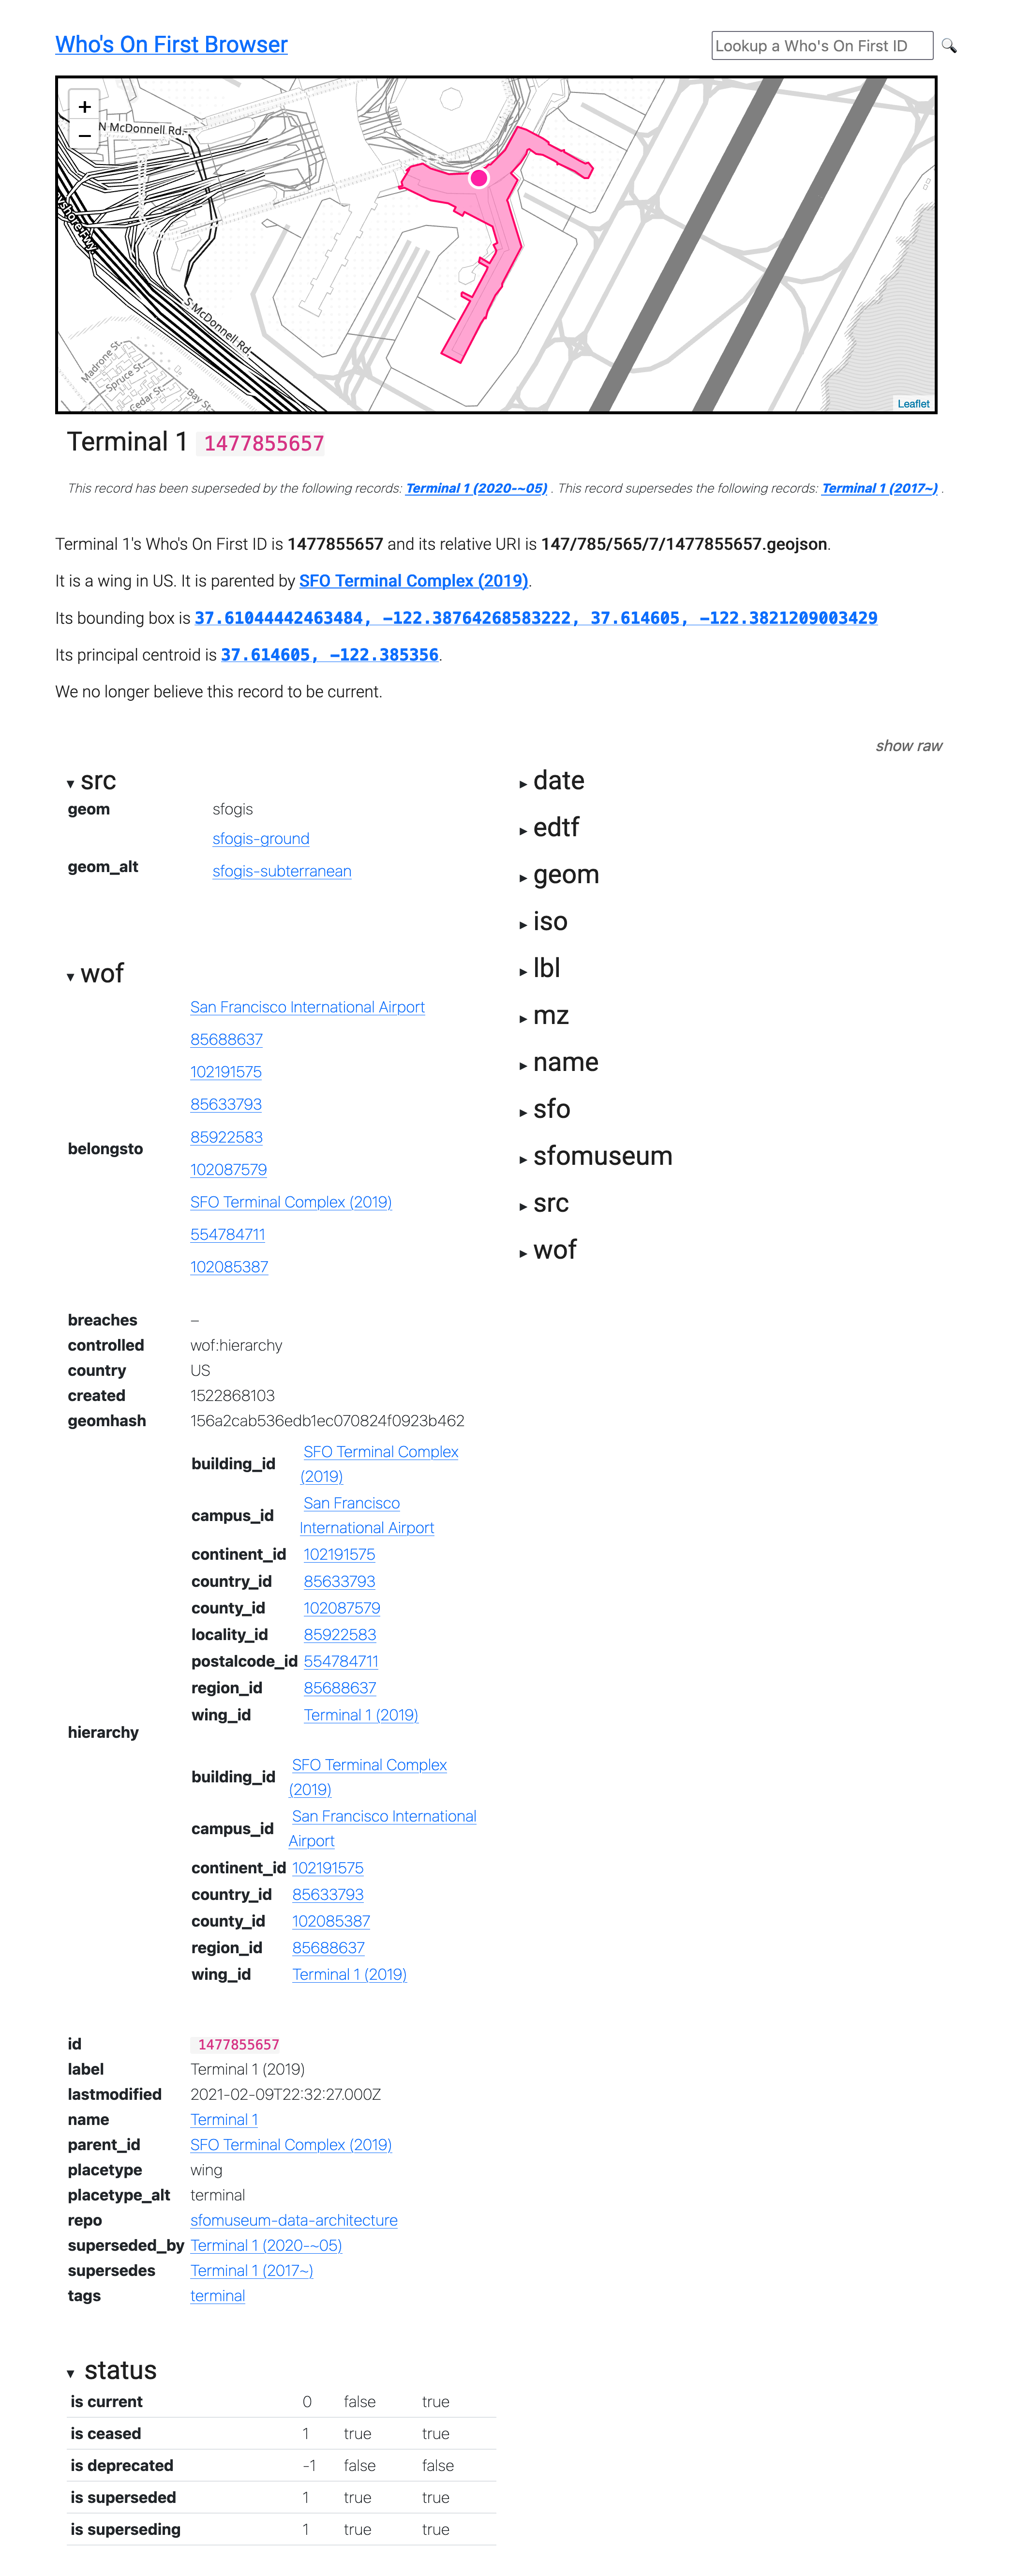 Who's On First Browser
Lookup a Who's On First ID 🔍
+
−
N McDonnell Rd.
S McDonnell Rd.
Madrone St.
Spruce St.
Cedar St.
Bay St.
Leaflet
Terminal 1 1477855657
This record has been superseded by the following records: Terminal 1 (2020-~05) . This record supersedes the following records: Terminal 1 (2017~) .
Terminal 1's Who's On First ID is 1477855657 and its relative URI is 147/785/565/7/1477855657.geojson.
It is a wing in US. It is parented by SFO Terminal Complex (2019).
Its bounding box is 37.61044442463484, -122.38764268583222, 37.614605, -122.3821209003429
Its principal centroid is 37.614605, -122.385356.
We no longer believe this record to be current.
show raw
▾ src
geom sfogis
geom_alt sfogis-ground
sfogis-subterranean
▾ wof
belongsto San Francisco International Airport
85688637
102191575
85633793
85922583
102087579
SFO Terminal Complex (2019)
554784711
102085387
breaches –
controlled wof:hierarchy
country US
created 1522868103
geomhash 156a2cab536edb1ec070824f0923b462
hierarchy
building_id SFO Terminal Complex
(2019)
campus_id San Francisco
International Airport
continent_id 102191575
country_id 85633793
county_id 102087579
locality_id 85922583
postalcode_id 554784711
region_id 85688637
wing_id Terminal 1 (2019)
building_id SFO Terminal Complex
(2019)
campus_id San Francisco International
Airport
continent_id 102191575
country_id 85633793
county_id 102085387
region_id 85688637
wing_id Terminal 1 (2019)
id 1477855657
label Terminal 1 (2019)
lastmodified 2021-02-09T22:32:27.000Z
name Terminal 1
parent_id SFO Terminal Complex (2019)
placetype wing
placetype_alt terminal
repo sfomuseum-data-architecture
superseded_by Terminal 1 (2020-~05)
supersedes Terminal 1 (2017~)
tags terminal
▾ status
is current 0 false true
is ceased 1 true true
is deprecated -1 false false
is superseded 1 true true
is superseding 1 true true
▸ date
▸ edtf
▸ geom
▸ iso
▸ lbl
▸ mz
▸ name
▸ sfo
▸ sfomuseum
▸ src
▸ wof